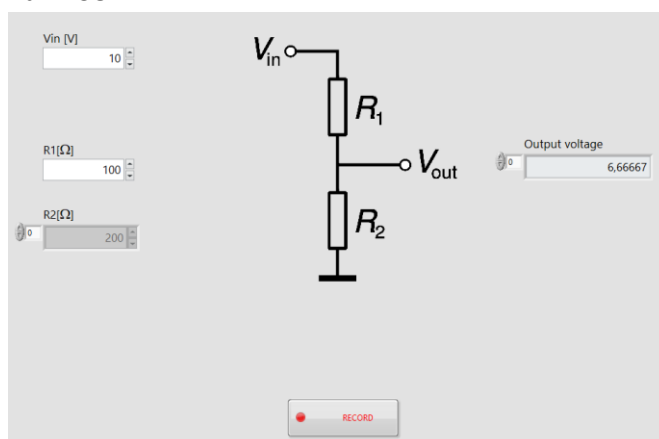 Vin [V]
10
Vin
R1
R1[Ω]
100
Vout
Output voltage
0
6,66667
R2[Ω]
0
200
R2
RECORD